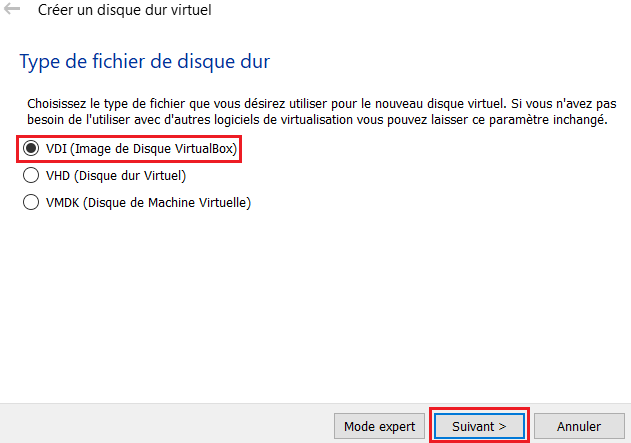 Créer un disque dur virtuel
Type de fichier de disque dur
Choisissez le type de fichier que vous désirez utiliser pour le nouveau disque virtuel. Si vous n'avez pas
besoin de l'utiliser avec d'autres logiciels de virtualisation vous pouvez laisser ce paramètre inchangé.
VDI (Image de Disque VirtualBox)
VHD (Disque dur Virtuel)
VMDK (Disque de Machine Virtuelle)
Mode expert Suivant > Annuler